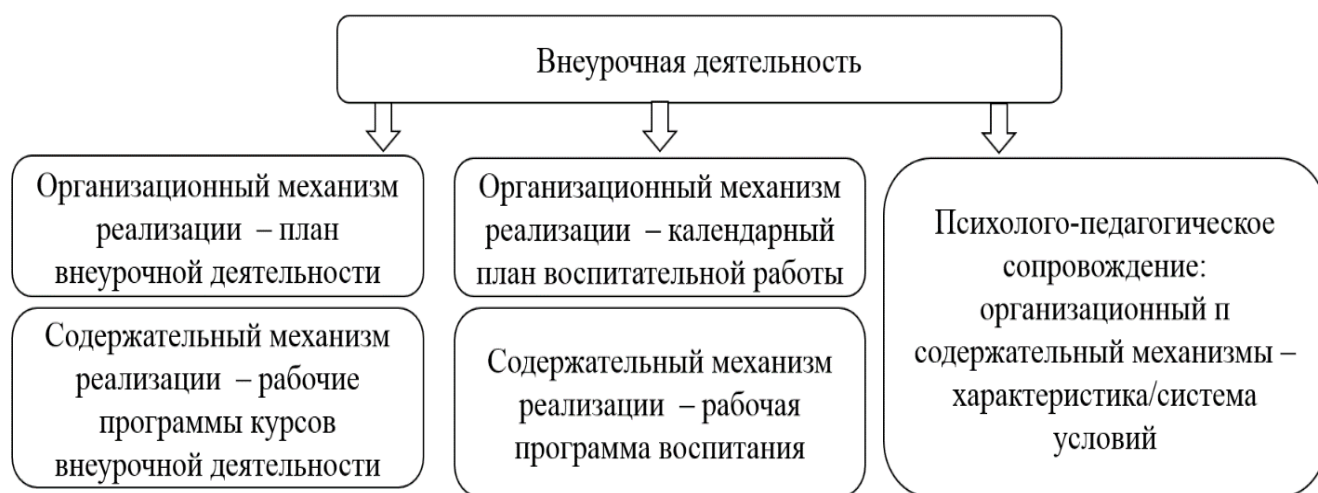 Внеурочная деятельность
Организационный механизм
реализации – план
внеурочной деятельности
Содержательный механизм
реализации – рабочие
программы курсов
внеурочной деятельности
Организационный механизм
реализации – календарный
план воспитательной работы
Содержательный механизм
реализации – рабочая
программа воспитания
Психолого-педагогическое
сопровождение:
организационный п
содержательный механизмы –
характеристика/система
условий